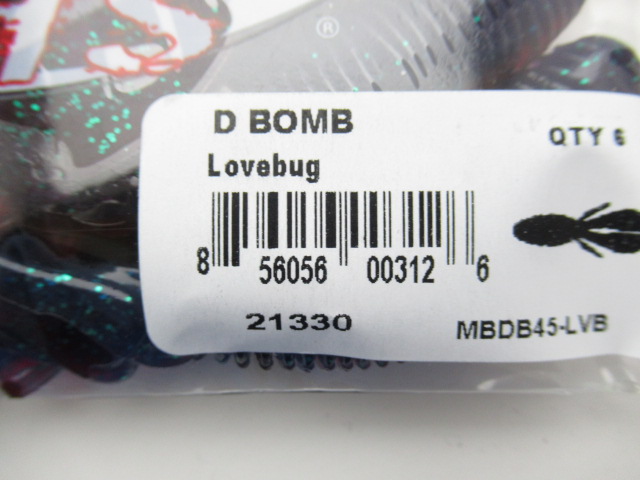 ®
D BOMB
QTY 6
Lovebug
8 56056 00312 6
21330
MBDB45-LVB